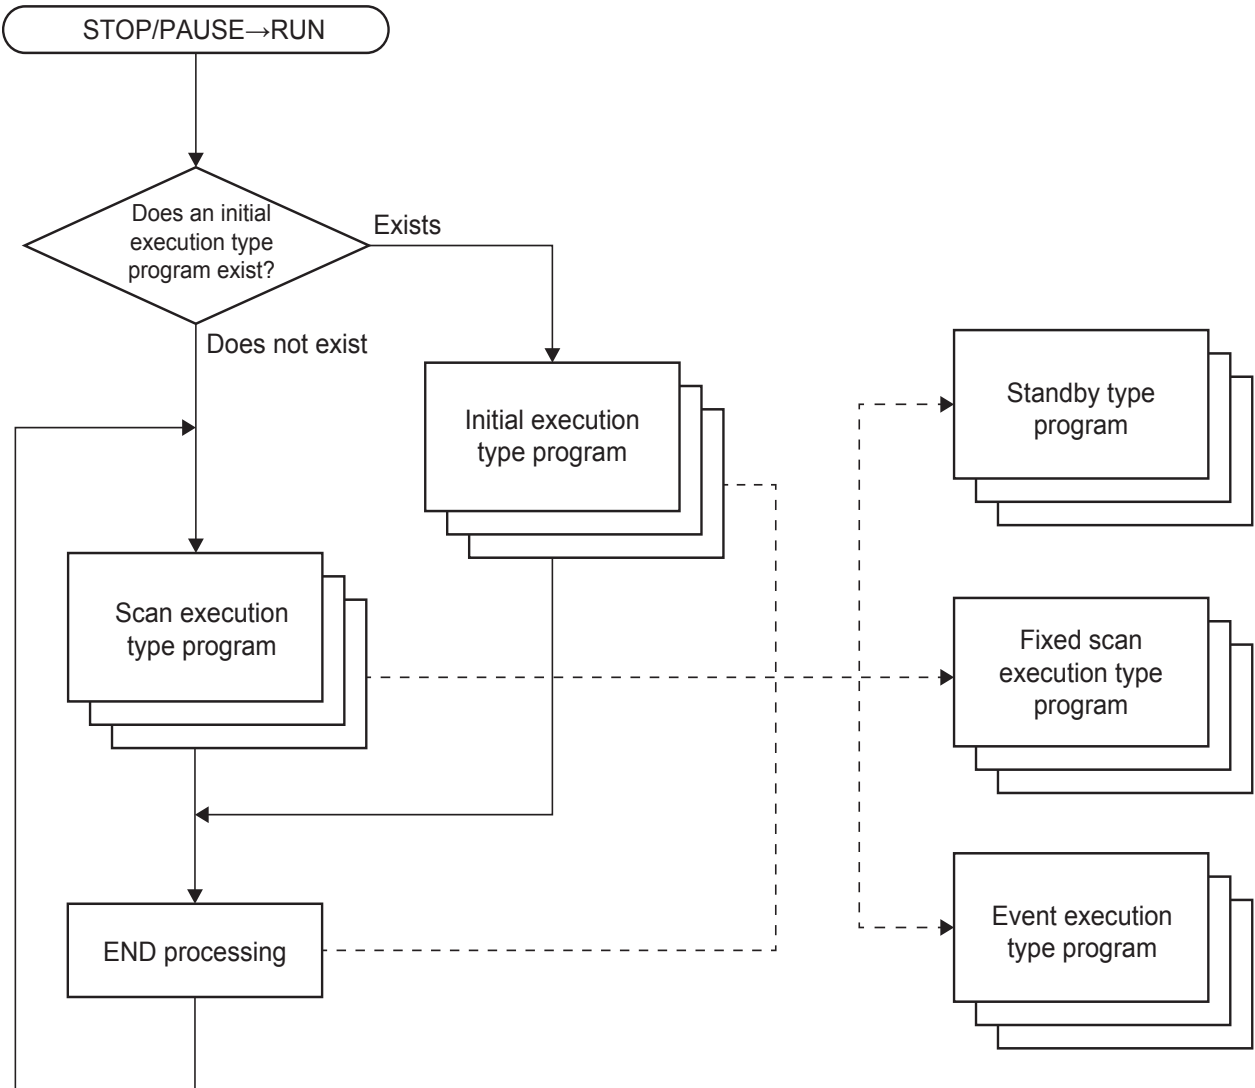 STOP/PAUSE→RUN
Does an initial
execution type
program exist?
Exists
Does not exist
Initial execution
type program
Standby type
program
Scan execution
type program
Fixed scan
execution type
program
Event execution
type program
END processing